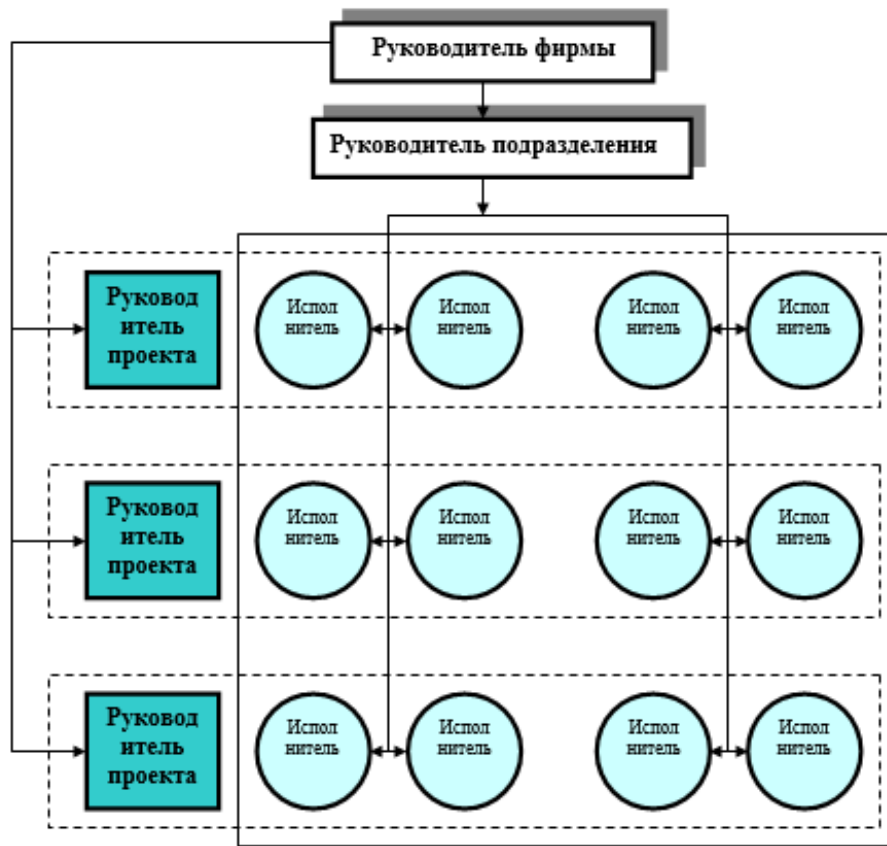 Руководитель фирмы
Руководитель подразделения
Руковод
итель
проекта
Испол
нитель
Испол
нитель
Испол
нитель
Испол
нитель
Руковод
итель
проекта
Испол
нитель
Испол
нитель
Испол
нитель
Испол
нитель
Руковод
итель
проекта
Испол
нитель
Испол
нитель
Испол
нитель
Испол
нитель